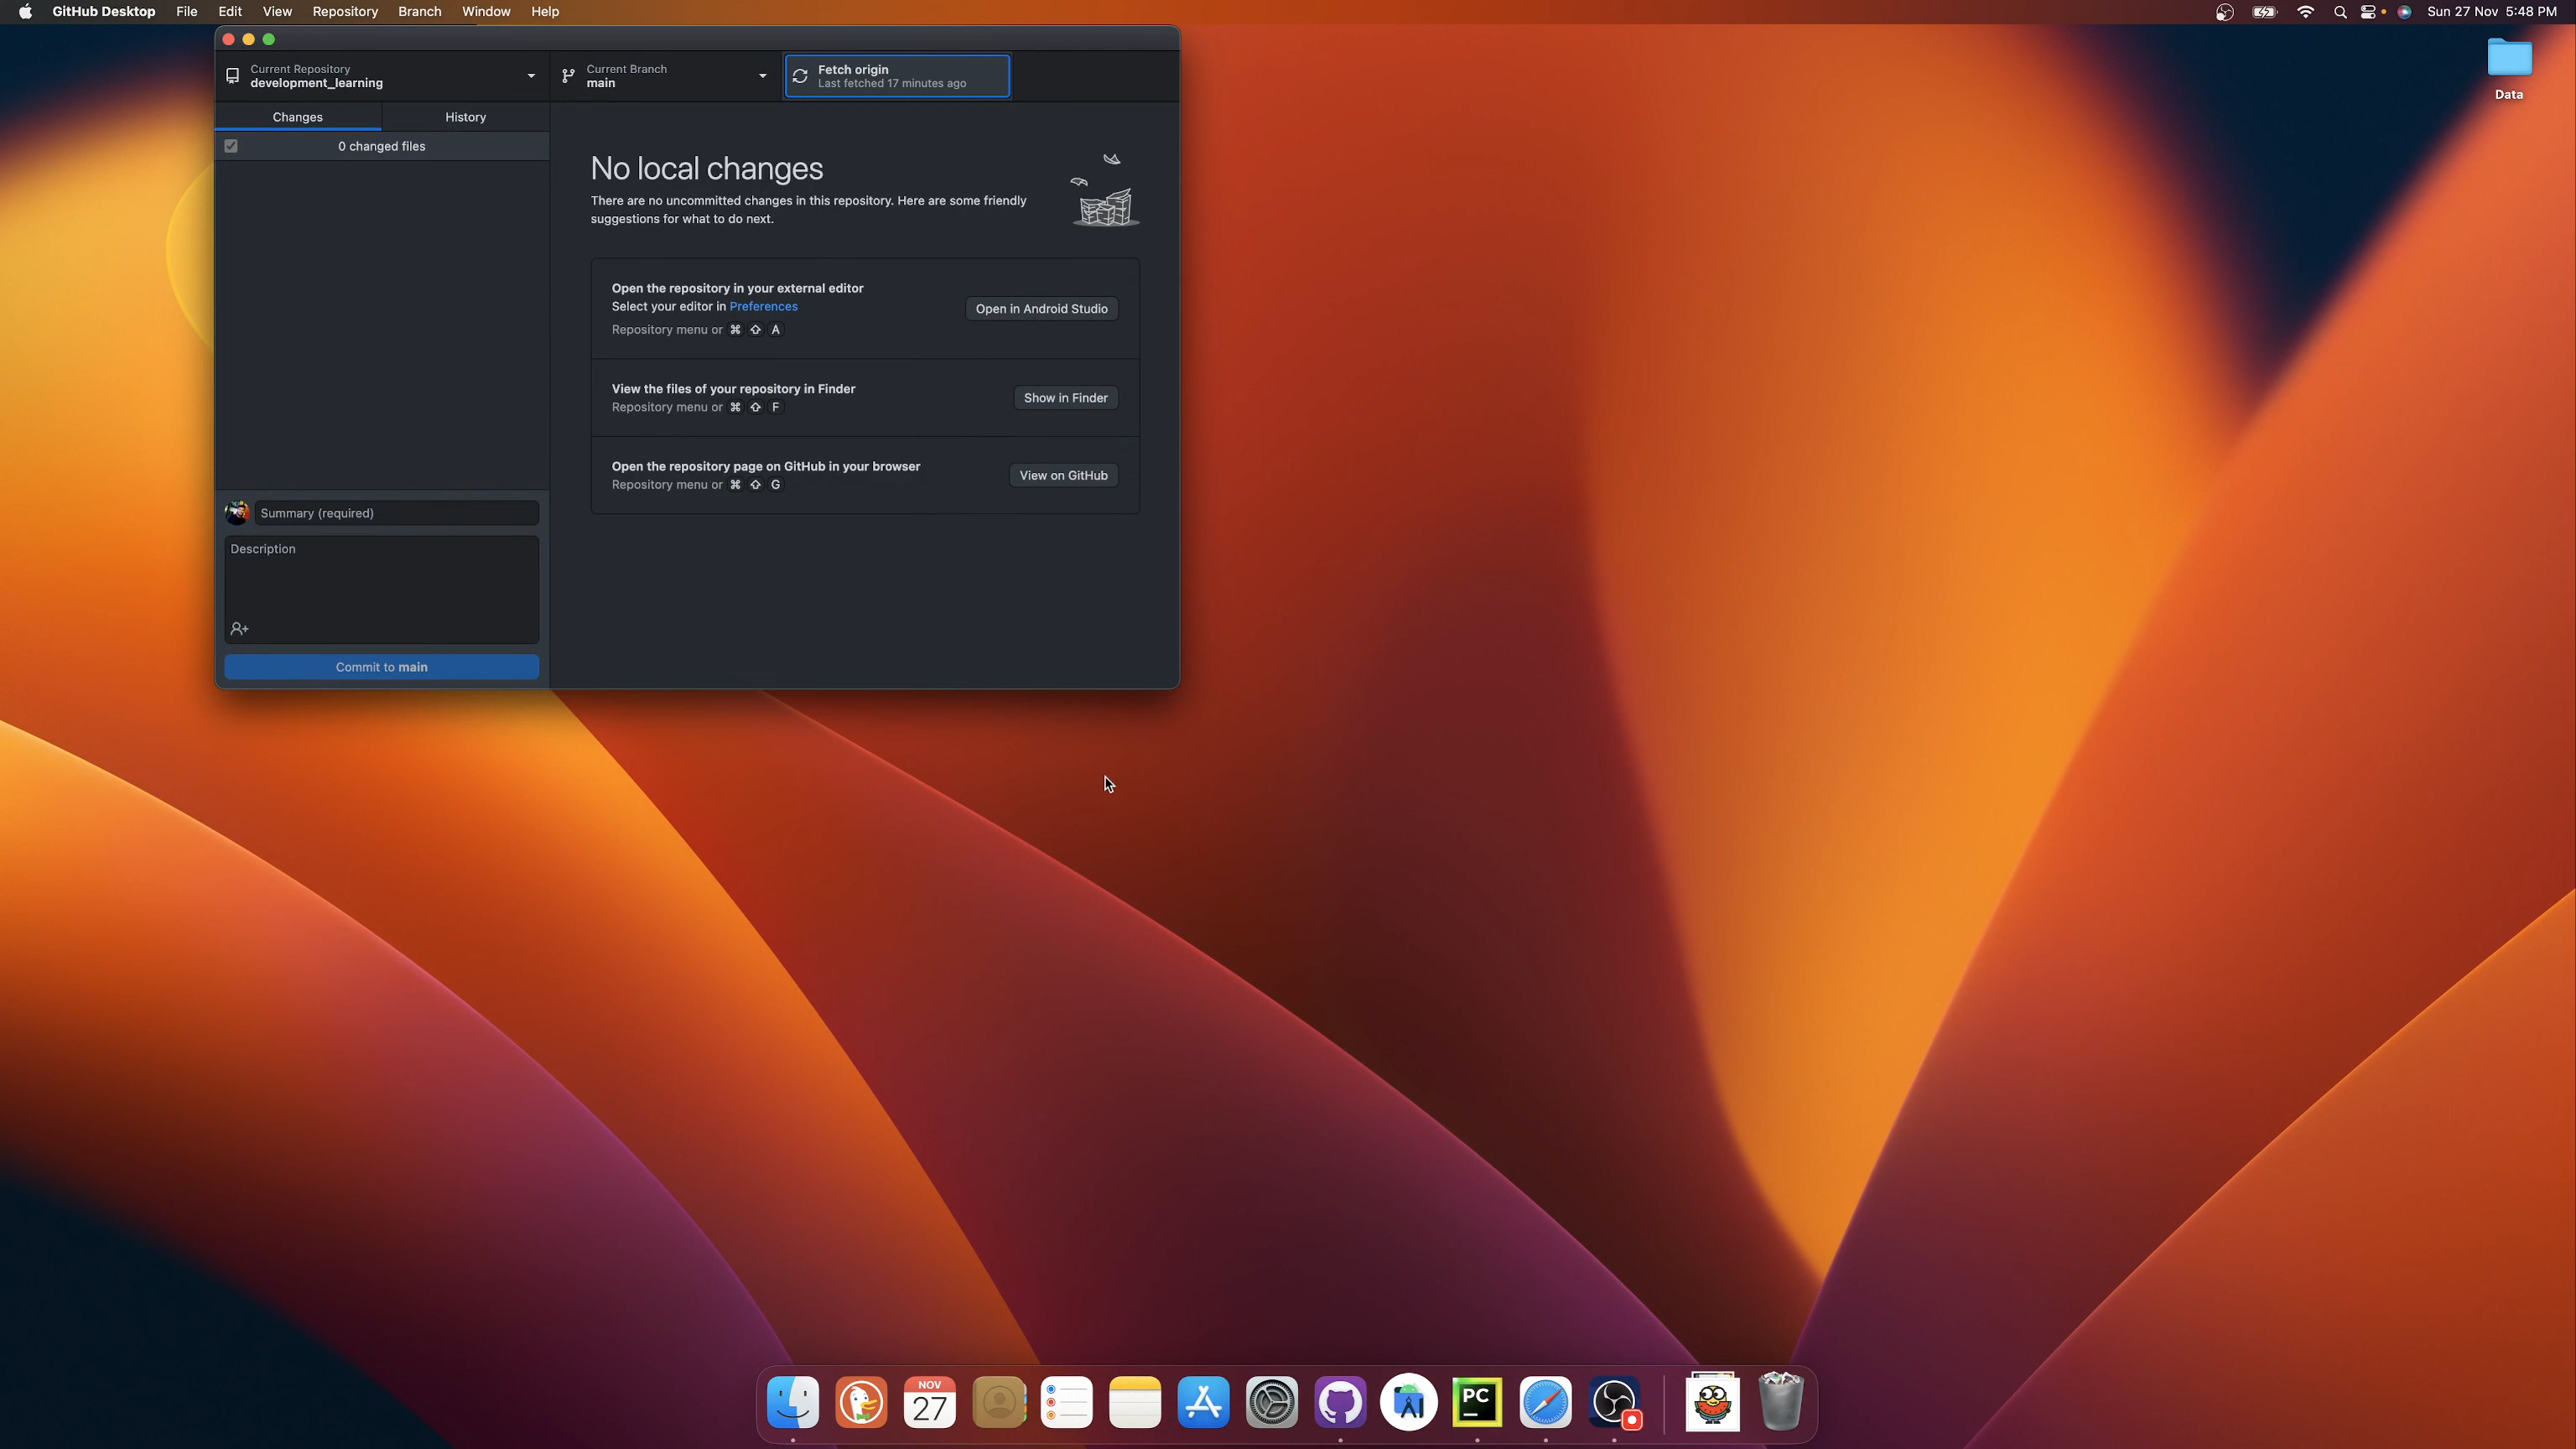 GitHub Desktop File Edit View Repository Branch Window Help
Sun 27 Nov 5:48 PM
Data
Current Repository
development_learning
Current Branch
main
Fetch origin
Last fetched 17 minutes ago
Changes
History
0 changed files
No local changes
There are no uncommitted changes in this repository. Here are some friendly
suggestions for what to do next.
Open the repository in your external editor
Select your editor in Preferences
Repository menu or ⌘ ⇧ A
Open in Android Studio
View the files of your repository in Finder
Repository menu or ⌘ ⇧ F
Show in Finder
Open the repository page on GitHub in your browser
Repository menu or ⌘ ⇧ G
View on GitHub
Summary (required)
Description
Commit to main
NOV
27
PC